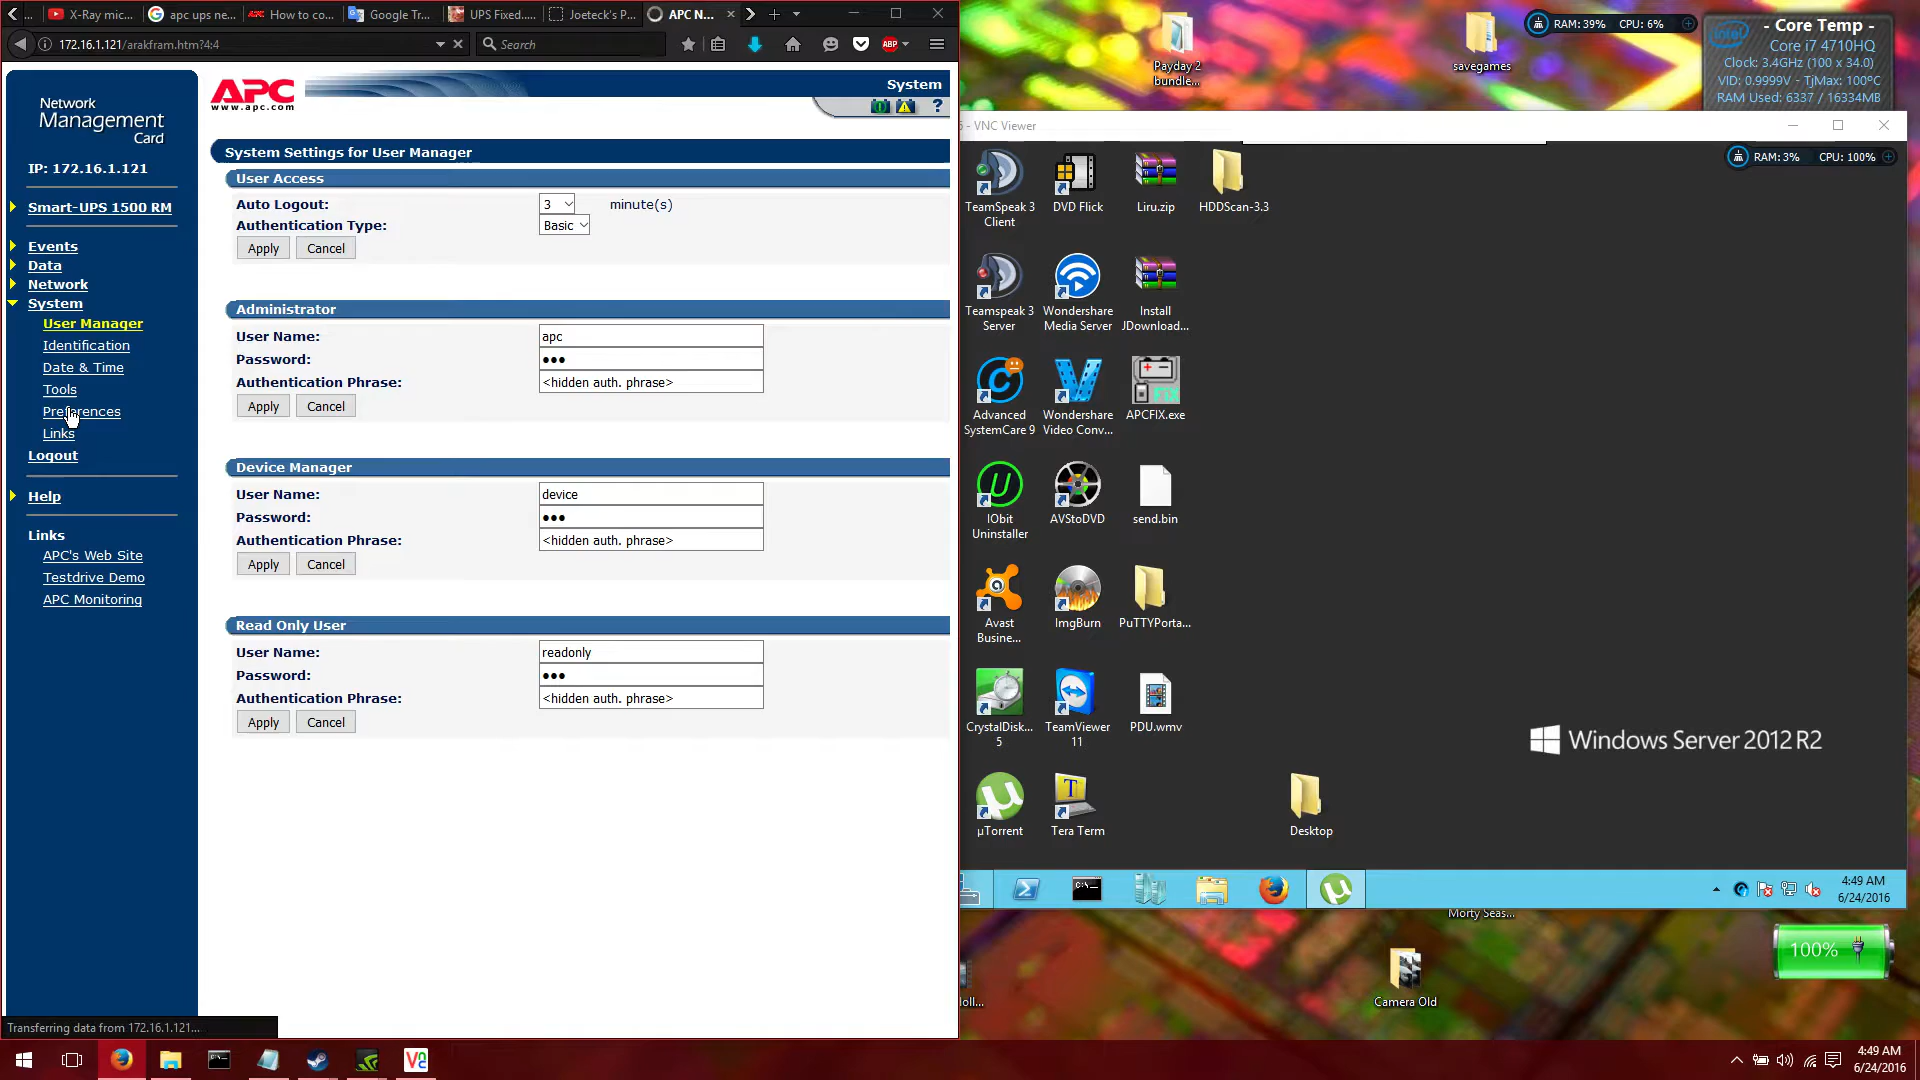 X-Ray mic...
apc ups ne...
How to co...
Google Tr...
UPS Fixed....
Joeteck's P...
APC N...
172.16.1.121/arakfram.htm?4:4
Search
ABP
Network
Management
Card
IP: 172.16.1.121
Smart-UPS 1500 RM
Events
Data
Network
System
User Manager
Identification
Date & Time
Tools
Preferences
Links
Logout
Help
Links
APC's Web Site
Testdrive Demo
APC Monitoring
APC
www.apc.com
System
?
System Settings for User Manager
User Access
Auto Logout: 3 minute(s)
Authentication Type: Basic
Apply Cancel
Administrator
User Name: apc
Password: •••
Authentication Phrase: <hidden auth. phrase>
Apply Cancel
Device Manager
User Name: device
Password: •••
Authentication Phrase: <hidden auth. phrase>
Apply Cancel
Read Only User
User Name: readonly
Password: •••
Authentication Phrase: <hidden auth. phrase>
Apply Cancel
Transferring data from 172.16.1.121...
Payday 2
bundle...
savegames
RAM: 39% CPU: 6%
intel
- Core Temp -
Core i7 4710HQ
Clock: 3.4GHz (100 x 34.0)
VID: 0.9999V - TjMax: 100ºC
RAM Used: 6337 / 16334MB
- VNC Viewer
RAM: 3% CPU: 100%
TeamSpeak 3
Client
DVD Flick
Liru.zip
HDDScan-3.3
Teamspeak 3
Server
Wondershare
Media Server
Install
JDownload...
Advanced
SystemCare 9
Wondershare
Video Conv...
FIX
APCFIX.exe
IObit
Uninstaller
AVStoDVD
send.bin
Avast
Busine...
ImgBurn
PuTTYPorta...
CrystalDisk...
5
TeamViewer
11
PDU.wmv
µTorrent
Tera Term
Desktop
Windows Server 2012 R2
4:49 AM
6/24/2016
Morty Seas...
100%
Camera Old
4:49 AM
6/24/2016